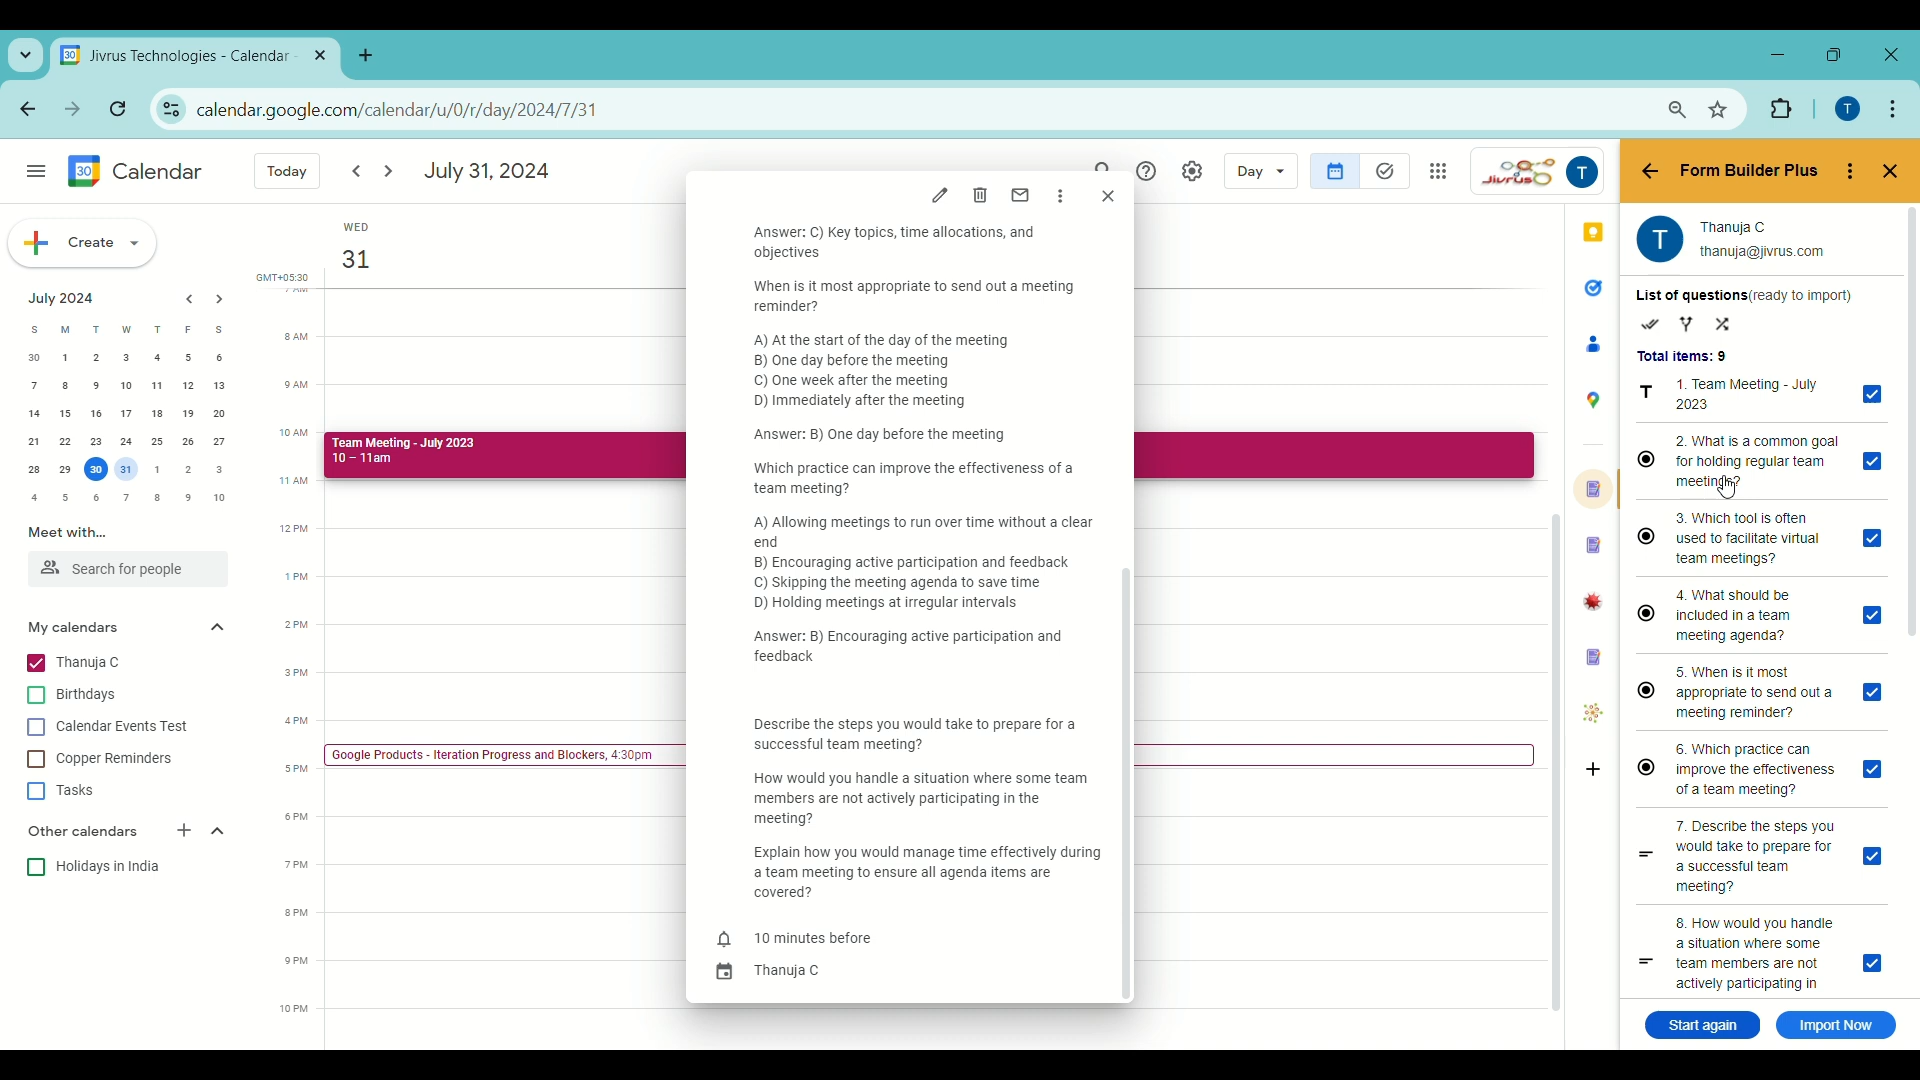 Jivrus Technologies - Calendar -
calendar.google.com/calendar/u/0/r/day/2024/7/31
T
Calendar
Today
July 31, 2024
Day
Jivrus
T
Form Builder Plus
Create
WED
31
GMT+05:30
7 AM
8 AM
9 AM
10 AM
11 AM
12 PM
1 PM
2 PM
3 PM
4 PM
5 PM
6 PM
7 PM
8 PM
9 PM
10 PM
July 2024
S M T W T F S
30 1 2 3 4 5 6
7 8 9 10 11 12 13
14 15 16 17 18 19 20
21 22 23 24 25 26 27
28 29 30 31 1 2 3
4 5 6 7 8 9 10
Meet with...
Search for people
My calendars
Thanuja C
Birthdays
Calendar Events Test
Copper Reminders
Tasks
Other calendars
Holidays in India
Team Meeting - July 2023
10 – 11am
Google Products - Iteration Progress and Blockers, 4:30pm
Answer: C) Key topics, time allocations, and
objectives
When is it most appropriate to send out a meeting
reminder?
A) At the start of the day of the meeting
B) One day before the meeting
C) One week after the meeting
D) Immediately after the meeting
Answer: B) One day before the meeting
Which practice can improve the effectiveness of a
team meeting?
A) Allowing meetings to run over time without a clear
end
B) Encouraging active participation and feedback
C) Skipping the meeting agenda to save time
D) Holding meetings at irregular intervals
Answer: B) Encouraging active participation and
feedback
Describe the steps you would take to prepare for a
successful team meeting?
How would you handle a situation where some team
members are not actively participating in the
meeting?
Explain how you would manage time effectively during
a team meeting to ensure all agenda items are
covered?
10 minutes before
Thanuja C
T
Thanuja C
thanuja@jivrus.com
List of questions(ready to import)
Total items: 9
1. Team Meeting - July
2023
2. What is a common goal
for holding regular team
meetings?
3. Which tool is often
used to facilitate virtual
team meetings?
4. What should be
included in a team
meeting agenda?
5. When is it most
appropriate to send out a
meeting reminder?
6. Which practice can
improve the effectiveness
of a team meeting?
7. Describe the steps you
would take to prepare for
a successful team
meeting?
8. How would you handle
a situation where some
team members are not
actively participating in
Start again
Import Now